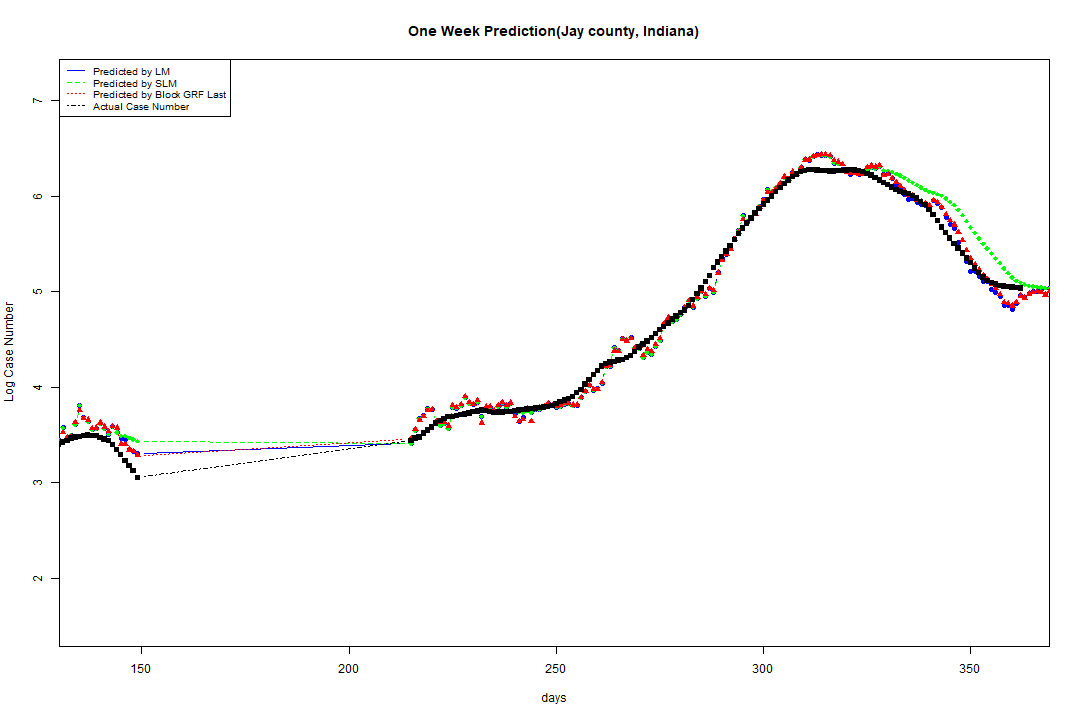 One Week Prediction(Jay county, Indiana)
Predicted by LM
Predicted by SLM
Predicted by Block GRF Last
Actual Case Number
7
6
5
4
3
2
Log Case Number
150 200 250 300 350
days